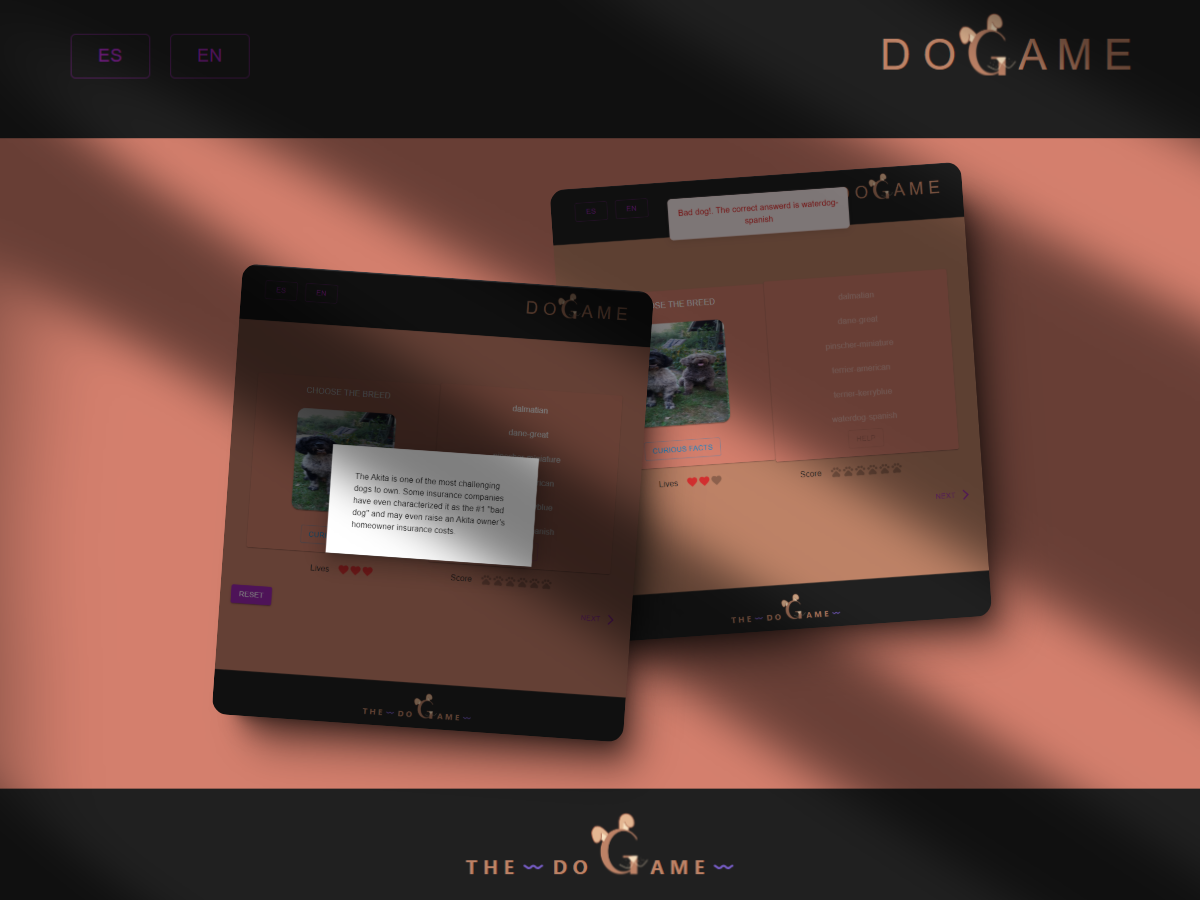 ES
EN
DOGAME
ES
EN
DOGAME
Bad dog!. The correct answerd is waterdog-
spanish
SE THE BREED
dalmatian
dane-great
pinscher-miniature
terrier-american
terrier-kerryblue
waterdog-spanish
HELP
CURIOUS FACTS
Lives
Score
NEXT
THE DOGAME
ES
EN
DOGAME
CHOOSE THE BREED
dalmatian
dane-great
The Akita is one of the most challenging
dogs to own. Some insurance companies
have even characterized it as the #1 "bad
dog" and may even raise an Akita owner's
homeowner insurance costs.
Lives
Score
RESET
NEXT
THE DOGAME
THE DOGAME